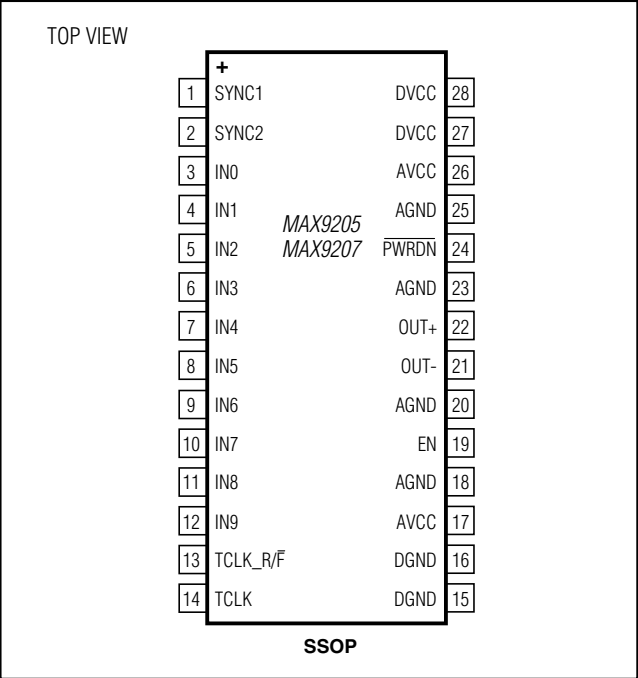 TOP VIEW
+
1 SYNC1 DVCC 28
2 SYNC2 DVCC 27
3 IN0 AVCC 26
4 IN1 AGND 25
MAX9205
5 IN2 MAX9207 P̅W̅R̅D̅N̅ 24
6 IN3 AGND 23
7 IN4 OUT+ 22
8 IN5 OUT- 21
9 IN6 AGND 20
10 IN7 EN 19
11 IN8 AGND 18
12 IN9 AVCC 17
13 TCLK_R/F̅ DGND 16
14 TCLK DGND 15
SSOP